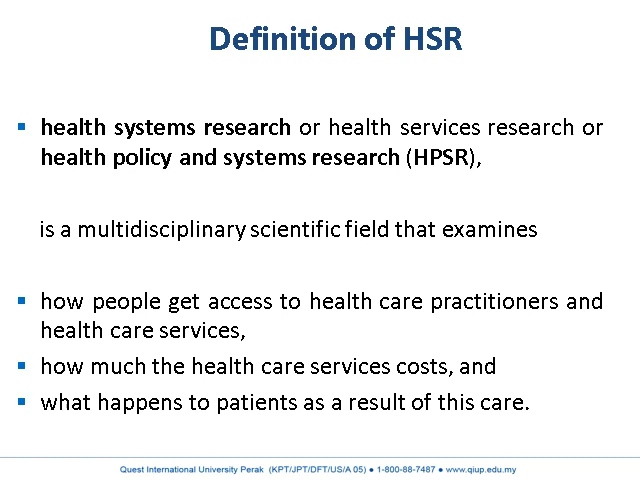 Definition of HSR
▪ health systems research or health services research or
health policy and systems research (HPSR),
is a multidisciplinary scientific field that examines
▪ how people get access to health care practitioners and
health care services,
▪ how much the health care services costs, and
▪ what happens to patients as a result of this care.
Quest International University Perak (KPT/JPT/DFT/US/A 05) ● 1-800-88-7487 ● www.qiup.edu.my